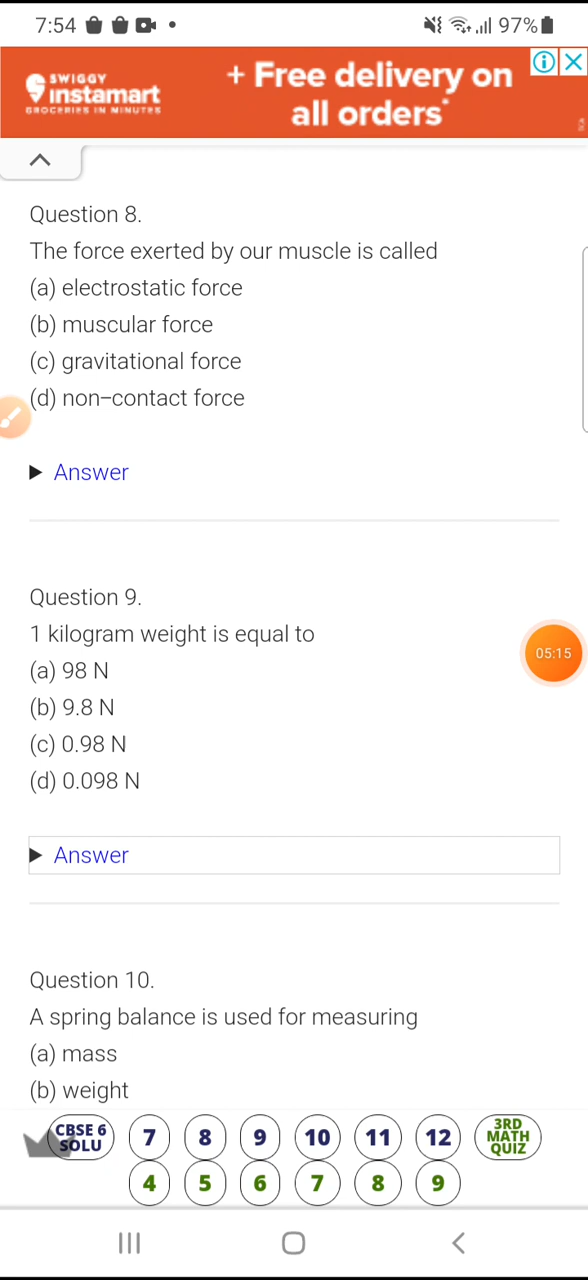 7:54
97%
SWIGGY
instamart
GROCERIES IN MINUTES
+ Free delivery on
all orders*
Question 8.
The force exerted by our muscle is called
(a) electrostatic force
(b) muscular force
(c) gravitational force
(d) non-contact force
Answer
Question 9.
1 kilogram weight is equal to
(a) 98 N
(b) 9.8 N
(c) 0.98 N
(d) 0.098 N
05:15
Answer
Question 10.
A spring balance is used for measuring
(a) mass
(b) weight
CBSE 6
SOLU
7 8 9 10 11 12
3RD
MATH
QUIZ
4 5 6 7 8 9